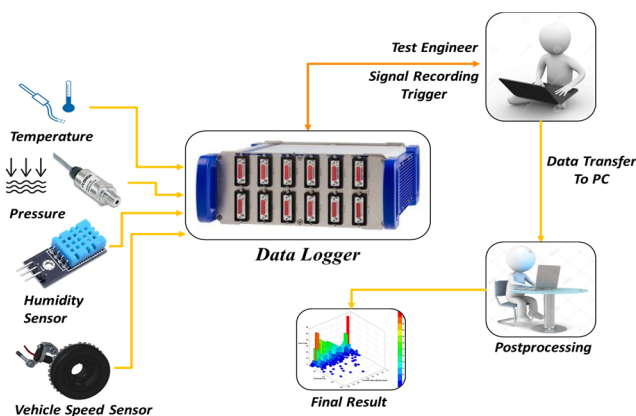 Test Engineer
Signal Recording
Trigger
Temperature
Pressure
Humidity
Sensor
Vehicle Speed Sensor
Data Logger
Data Transfer
To PC
Postprocessing
Final Result